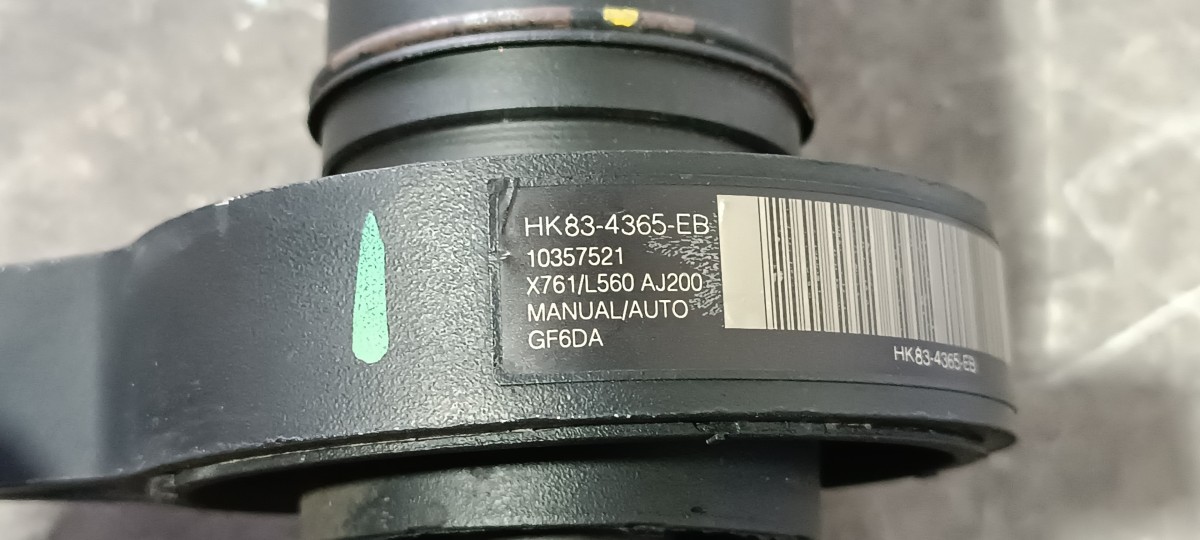 HK83-4365-EB
10357521
X761/L560 AJ200
MANUAL/AUTO
GF6DA
HK83-4365-EB